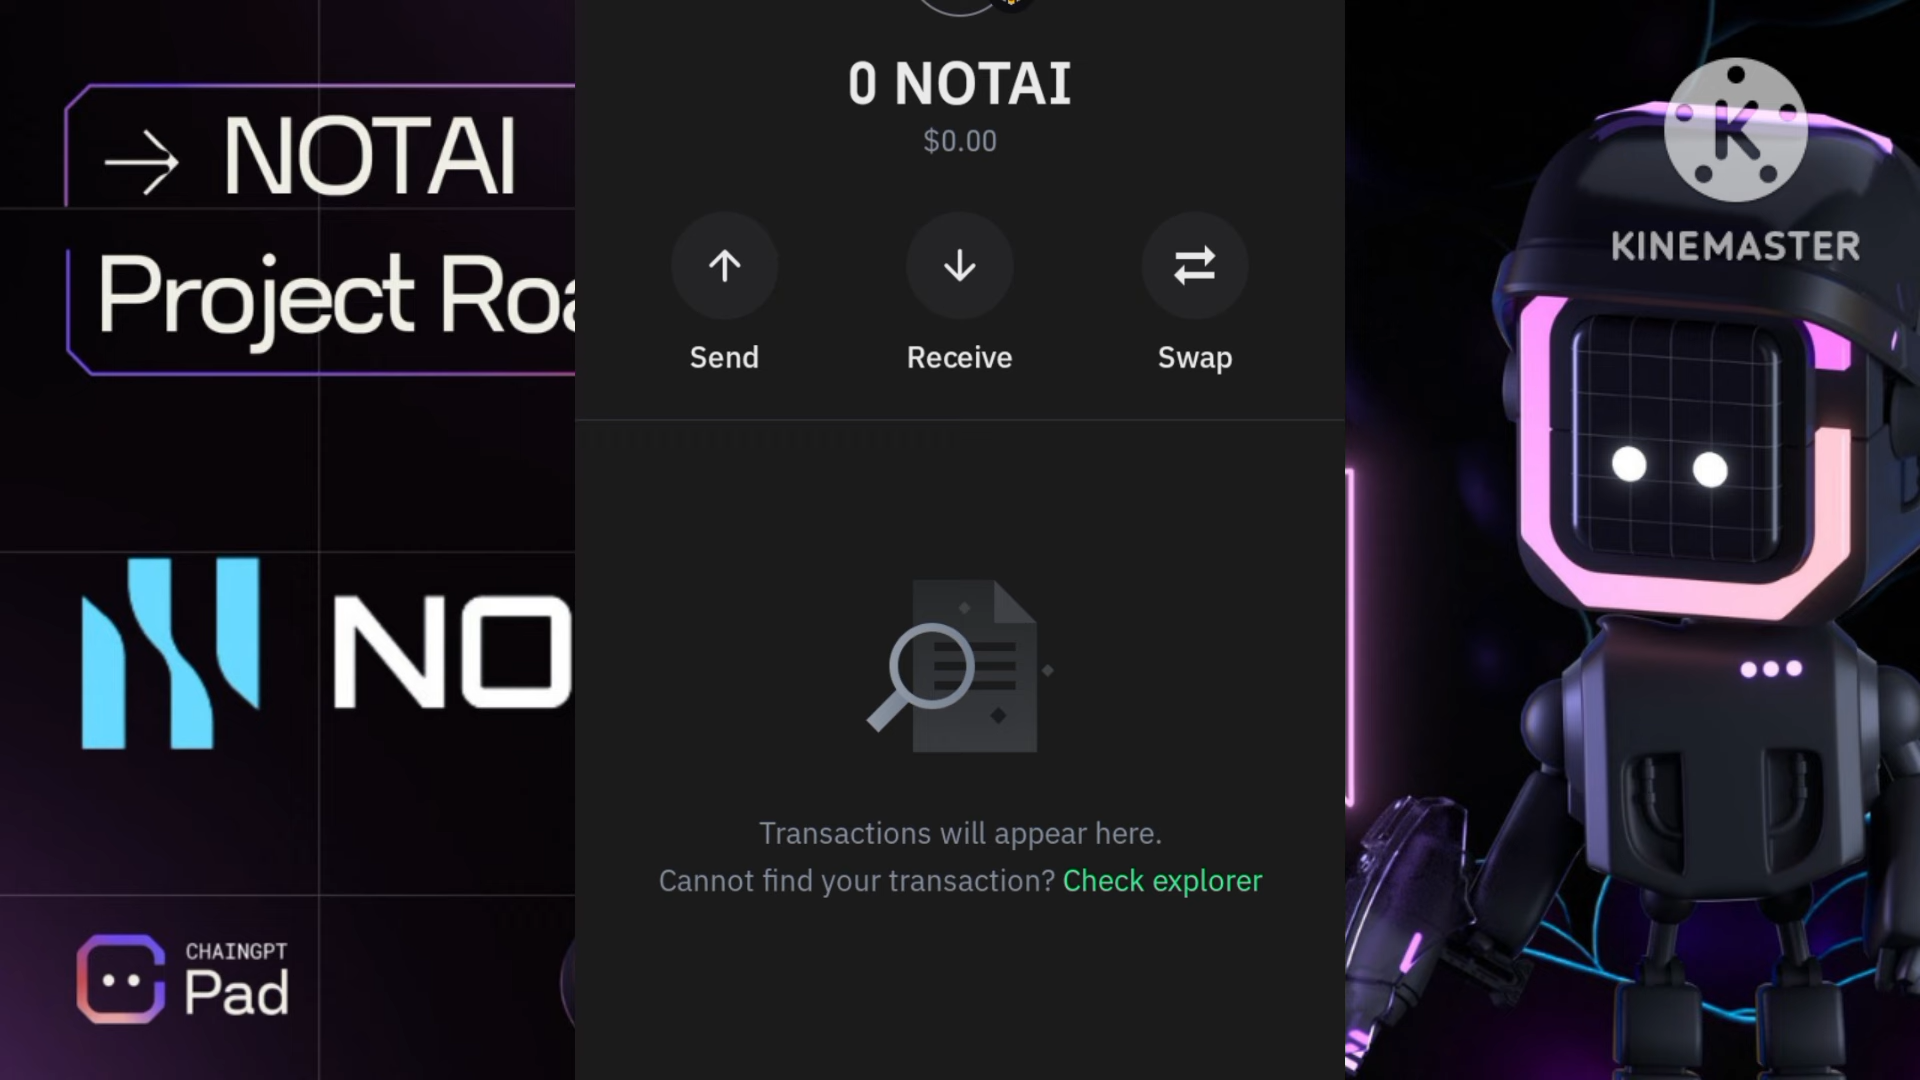 → NOTAI
Project Roa
NO
CHAINGPT
Pad
0 NOTAI
$0.00
Send
Receive
Swap
Transactions will appear here.
Cannot find your transaction? Check explorer
K
KINEMASTER